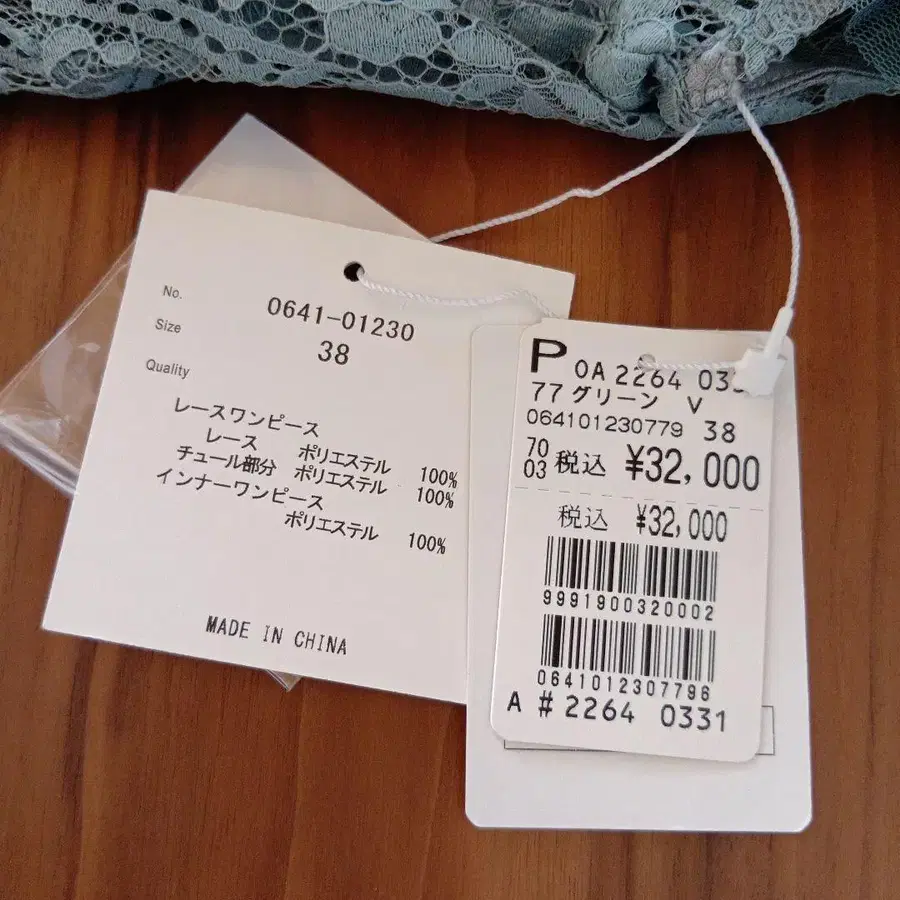 No. 0641-01230
Size 38
Quality
レースワンピース
レース ポリエステル 100%
チュール部分 ポリエステル 100%
インナーワンピース
ポリエステル 100%
MADE IN CHINA
P OA 2264 033
77 グリーン V
064101230779 38
70
03 税込 ¥32,000
税込 ¥32,000
9991900320002
0641012307796
A # 2264 0331